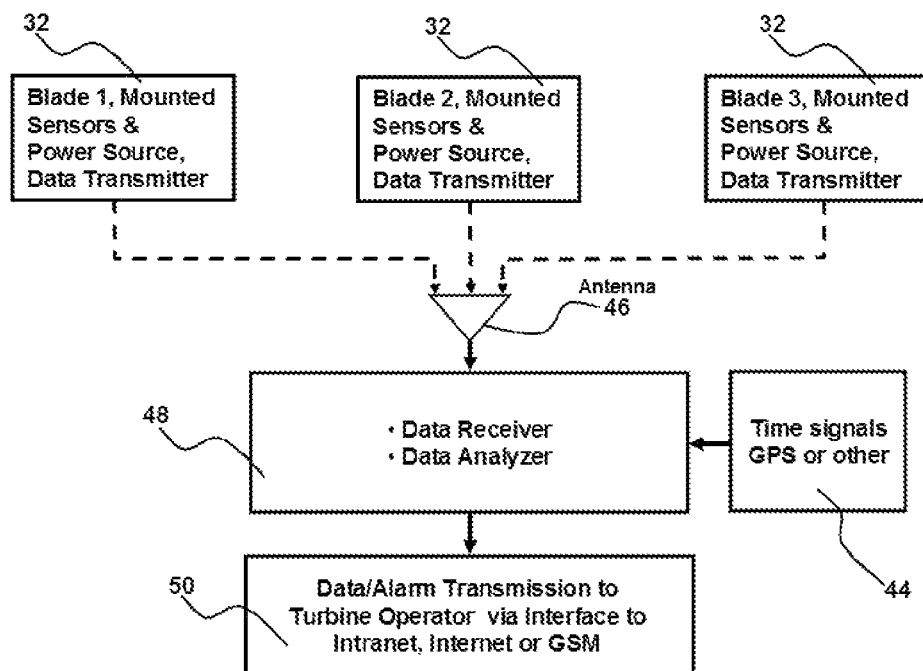 32
32
32
Blade 1, Mounted
Sensors &
Power Source,
Data Transmitter
Blade 2, Mounted
Sensors &
Power Source,
Data Transmitter
Blade 3, Mounted
Sensors &
Power Source,
Data Transmitter
Antenna
46
48
• Data Receiver
• Data Analyzer
Time signals
GPS or other
44
50
Data/Alarm Transmission to
Turbine Operator via Interface to
Intranet, Internet or GSM